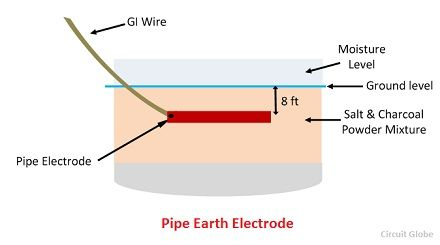 GI Wire
Moisture
Level
Ground level
8 ft
Salt & Charcoal
Powder Mixture
Pipe Electrode
Pipe Earth Electrode
Circuit Globe